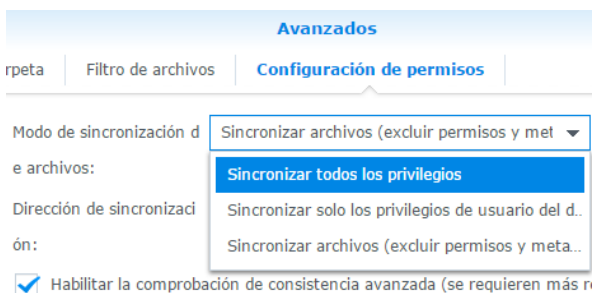 Avanzados
rpeta Filtro de archivos Configuración de permisos
Modo de sincronización d Sincronizar archivos (excluir permisos y met
e archivos: Sincronizar todos los privilegios
Dirección de sincronizaci Sincronizar solo los privilegios de usuario del d..
ón: Sincronizar archivos (excluir permisos y meta...
Habilitar la comprobación de consistencia avanzada (se requieren más r